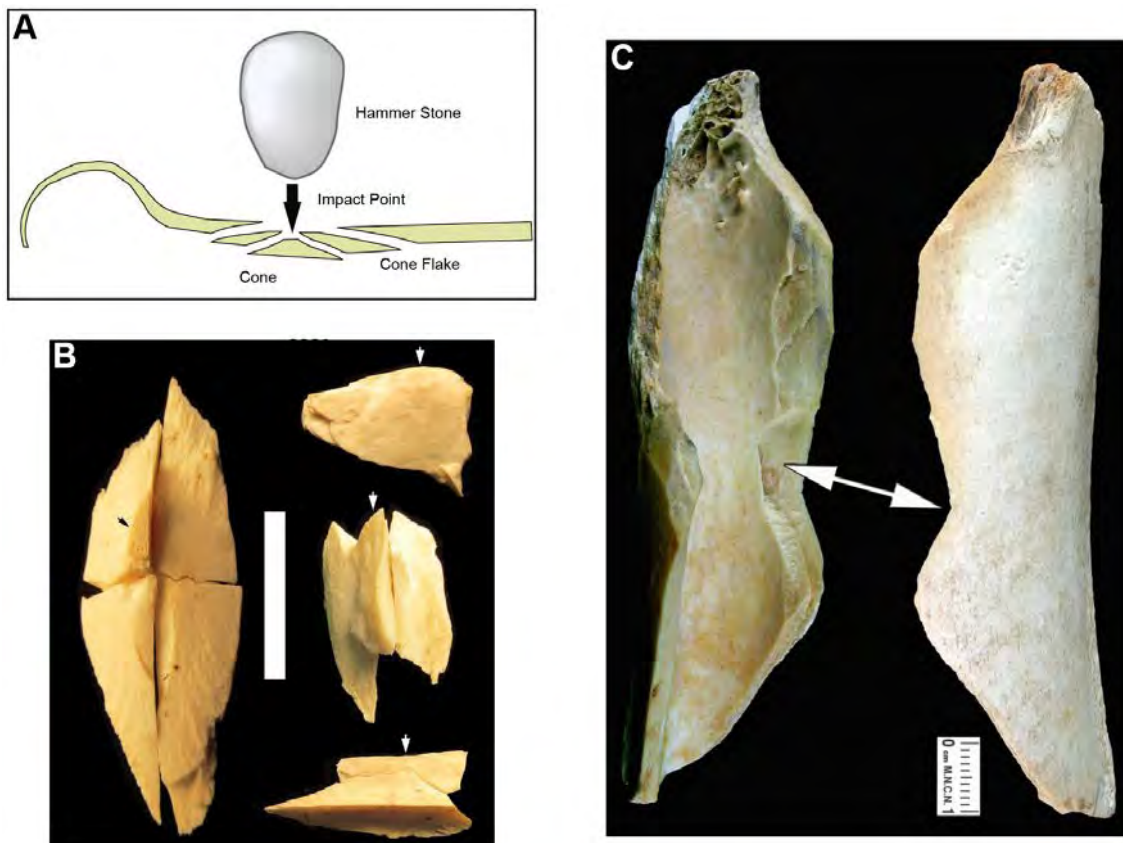 A
Hammer Stone
Impact Point
Cone Flake
Cone
B
C
0 cm M.N.C.N. 1